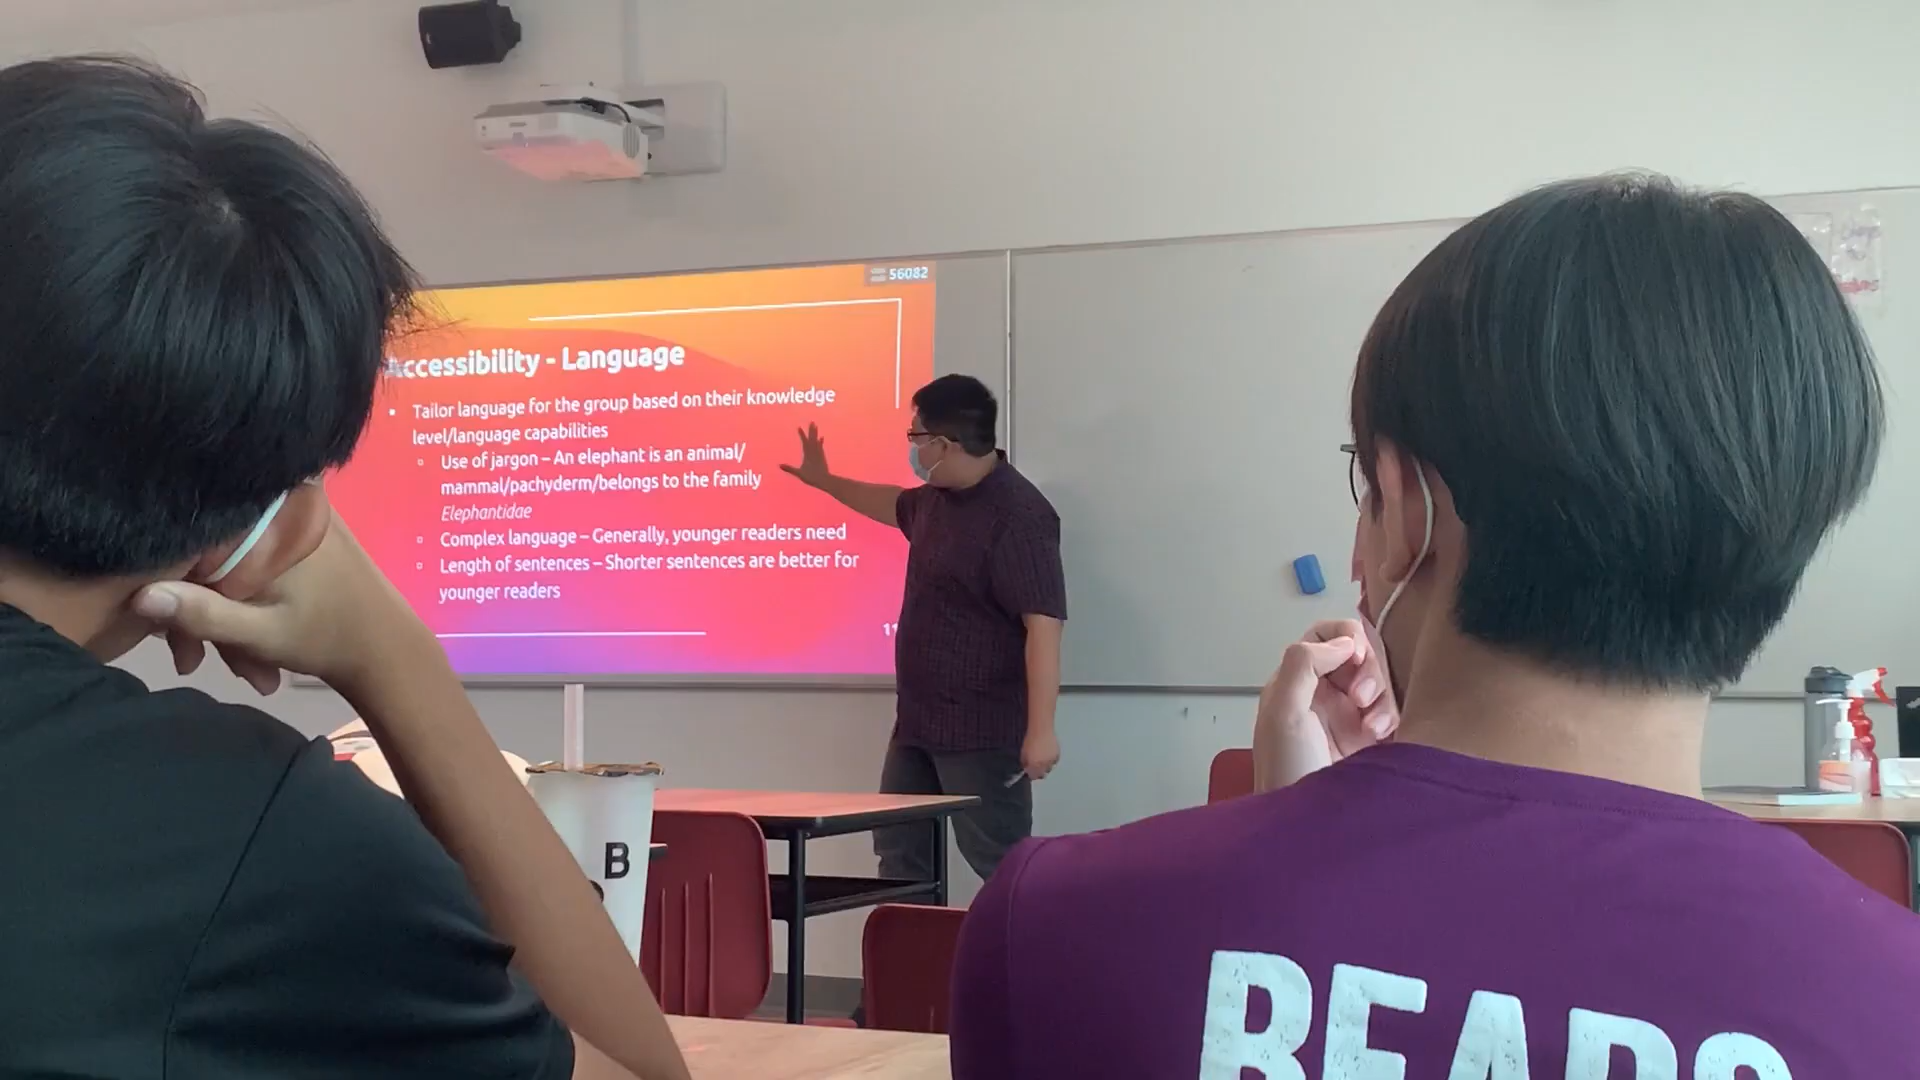 56082
Accessibility - Language
Tailor language for the group based on their knowledge
level/language capabilities
Use of jargon – An elephant is an animal/
mammal/pachyderm/belongs to the family
Elephantidae
Complex language – Generally, younger readers need
Length of sentences – Shorter sentences are better for
younger readers
11
B
BEARS